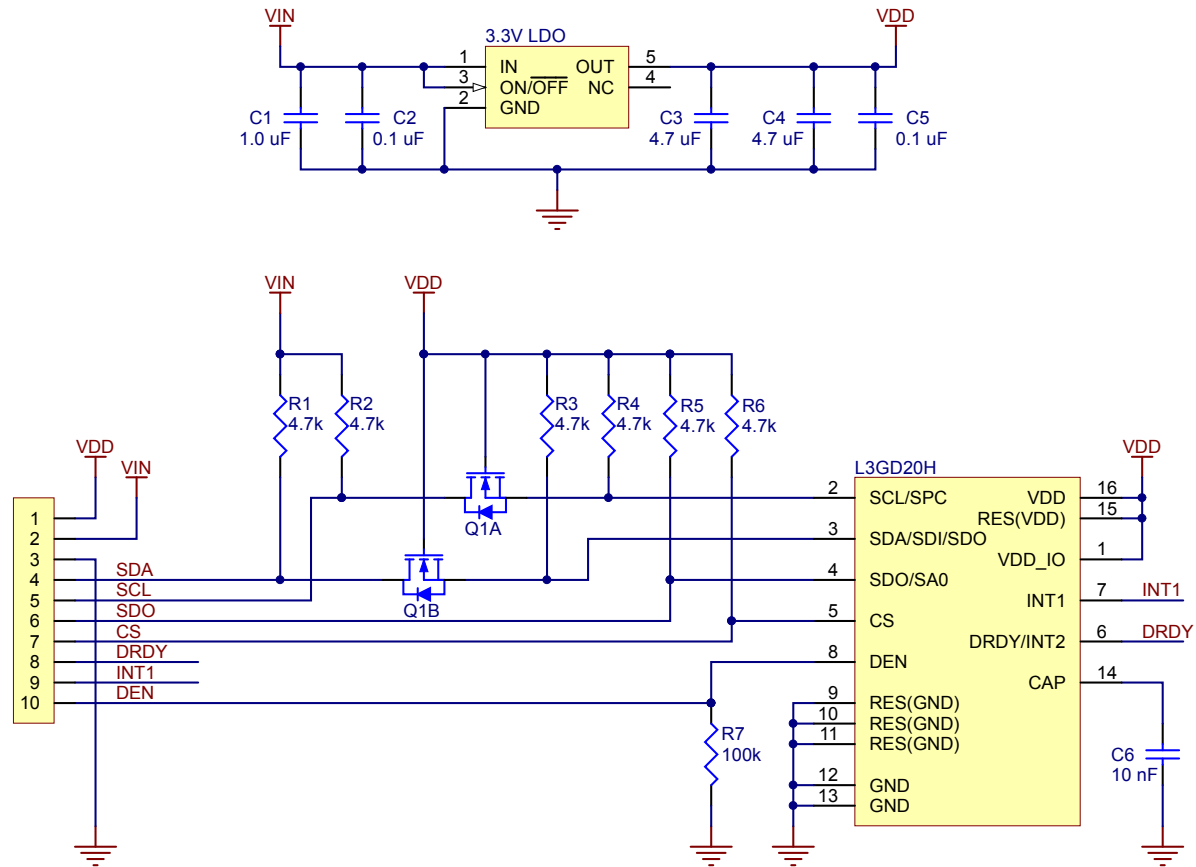 VIN
VDD
3.3V LDO
1
IN
OUT
5
3
ON/OFF
NC
4
2
GND
C1
1.0 uF
C2
0.1 uF
C3
4.7 uF
C4
4.7 uF
C5
0.1 uF
VIN
VDD
R1
4.7k
R2
4.7k
R3
4.7k
R4
4.7k
R5
4.7k
R6
4.7k
VDD
VIN
Q1A
Q1B
1
2
3
4
SDA
5
SCL
6
SDO
7
CS
8
DRDY
9
INT1
10
DEN
R7
100k
L3GD20H
VDD
2
SCL/SPC
VDD
16
RES(VDD)
15
3
SDA/SDI/SDO
VDD_IO
1
4
SDO/SA0
INT1
7
INT1
5
CS
DRDY/INT2
6
DRDY
8
DEN
CAP
14
9
RES(GND)
10
RES(GND)
11
RES(GND)
12
GND
13
GND
C6
10 nF